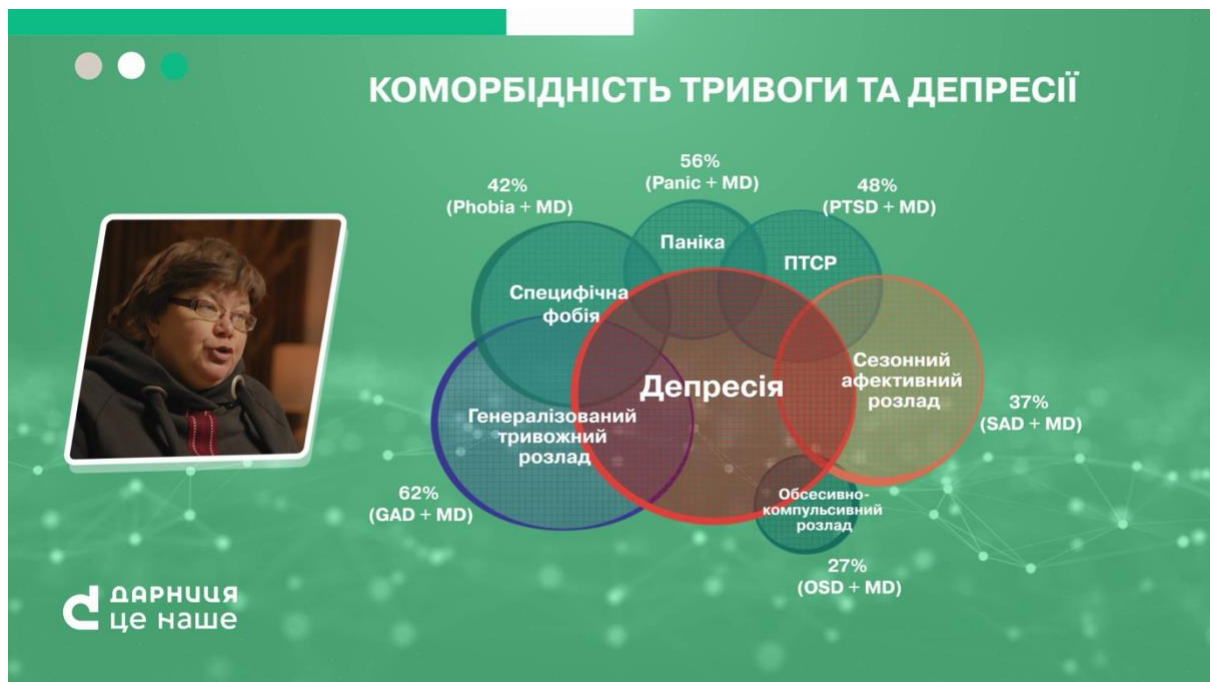 КОМОРБІДНІСТЬ ТРИВОГИ ТА ДЕПРЕСІЇ
56%
(Panic + MD)
42%
(Phobia + MD)
48%
(PTSD + MD)
Паніка
ПТСР
Специфічна
фобія
Депресія
Сезонний
афективний
розлад
Генералізований
тривожний
розлад
37%
(SAD + MD)
62%
(GAD + MD)
Обсесивно-
компульсивний
розлад
27%
(OSD + MD)
ДАРНИЦЯ
це наше